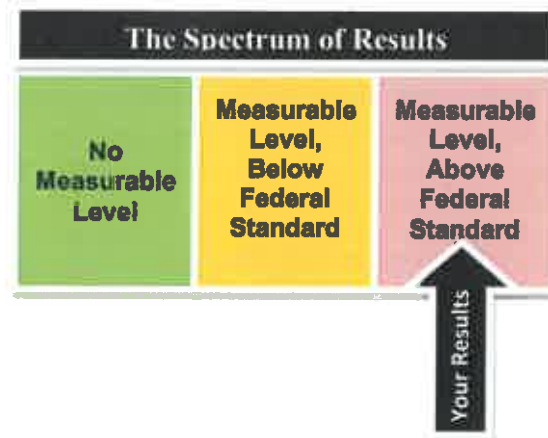 The Spectrum of Results
No
Measurable
Level
Measurable
Level,
Below
Federal
Standard
Measurable
Level,
Above
Federal
Standard
Your Results